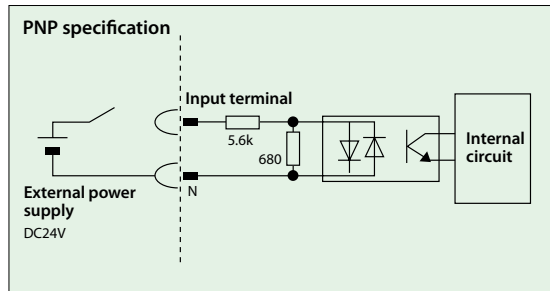 PNP specification
Input terminal
5.6k
680
Internal
circuit
External power
supply
DC24V
N